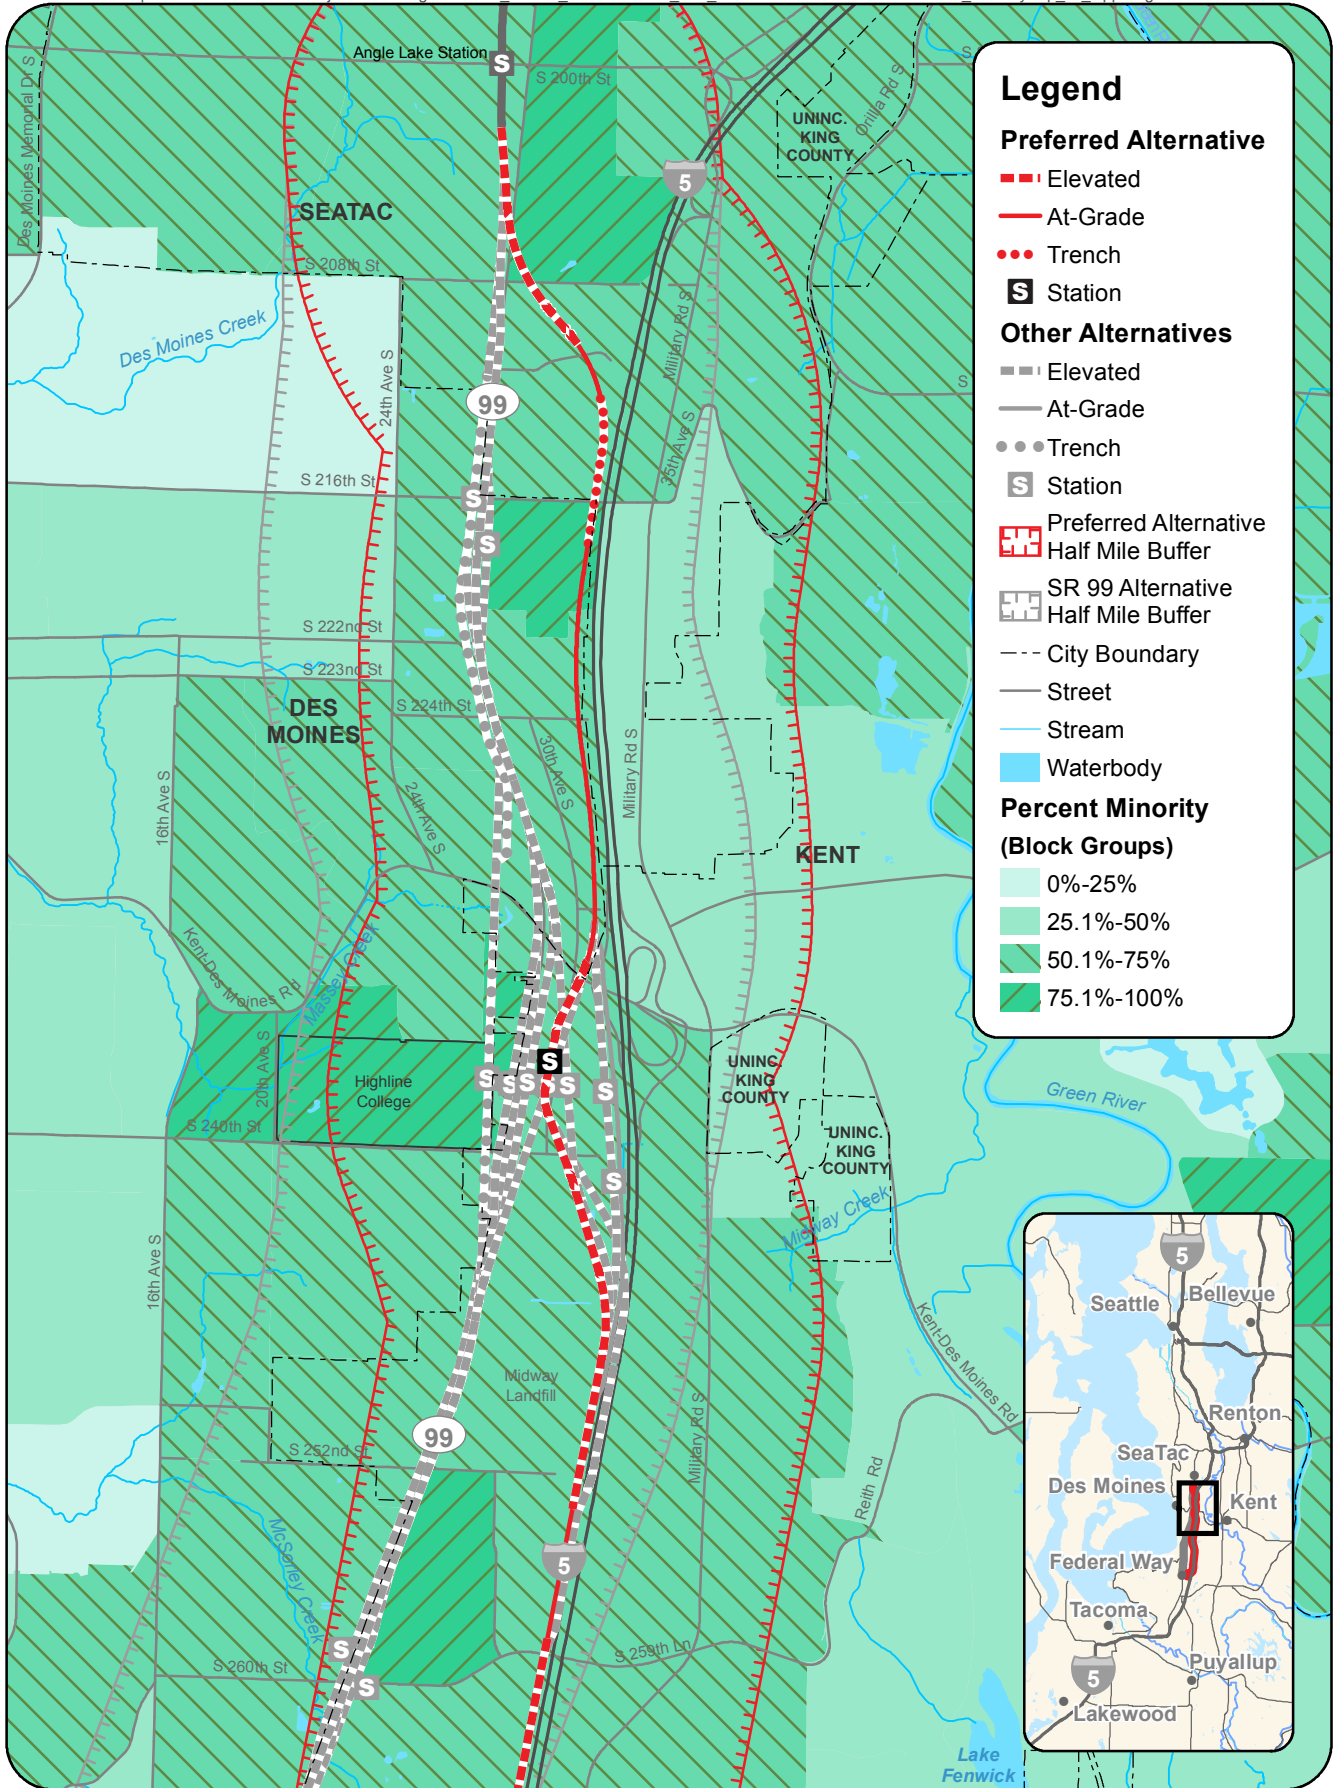 Angle Lake Station
S
S 200th St
Des Moines Memorial Dr S
UNINC.
KING
COUNTY
Orilla Rd S
S
5
SEATAC
S 208th St
Des Moines Creek
24th Ave S
Military Rd S
99
S
35th Ave S
S 216th St
S
S
S 222nd St
S 223rd St
DES
MOINES
S 224th St
30th Ave S
Military Rd S
16th Ave S
24th Ave S
KENT
Kent-Des Moines Rd
Massey Creek
20th Ave S
Highline
College
S 240th St
S
S
S
S
S
S
S
UNINC.
KING
COUNTY
UNINC.
KING
COUNTY
Midway Creek
Green River
16th Ave S
Midway
Landfill
Kent-Des Moines Rd
99
S 252nd St
Military Rd S
Reith Rd
McSorley Creek
5
S
S
S 260th St
S 259th Ln
Lake
Fenwick
Legend
Preferred Alternative
Elevated
At-Grade
Trench
S Station
Other Alternatives
Elevated
At-Grade
Trench
S Station
Preferred Alternative
Half Mile Buffer
SR 99 Alternative
Half Mile Buffer
City Boundary
Street
Stream
Waterbody
Percent Minority
(Block Groups)
0%-25%
25.1%-50%
50.1%-75%
75.1%-100%
5
Seattle
Bellevue
Renton
SeaTac
Des Moines
Kent
Federal Way
Tacoma
Puyallup
5
Lakewood